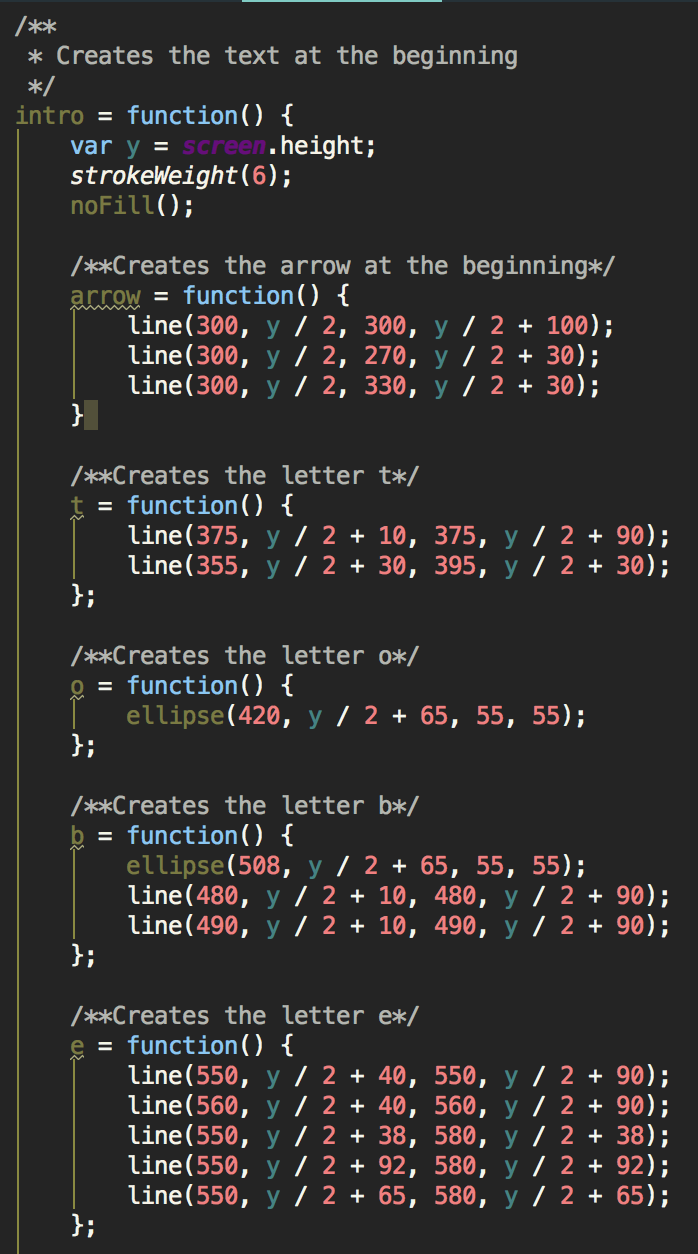 /**
 * Creates the text at the beginning
 */
intro = function() {
    var y = screen.height;
    strokeWeight(6);
    noFill();

    /**Creates the arrow at the beginning*/
    arrow = function() {
        line(300, y / 2, 300, y / 2 + 100);
        line(300, y / 2, 270, y / 2 + 30);
        line(300, y / 2, 330, y / 2 + 30);
    }

    /**Creates the letter t*/
    t = function() {
        line(375, y / 2 + 10, 375, y / 2 + 90);
        line(355, y / 2 + 30, 395, y / 2 + 30);
    };

    /**Creates the letter o*/
    o = function() {
        ellipse(420, y / 2 + 65, 55, 55);
    };

    /**Creates the letter b*/
    b = function() {
        ellipse(508, y / 2 + 65, 55, 55);
        line(480, y / 2 + 10, 480, y / 2 + 90);
        line(490, y / 2 + 10, 490, y / 2 + 90);
    };

    /**Creates the letter e*/
    e = function() {
        line(550, y / 2 + 40, 550, y / 2 + 90);
        line(560, y / 2 + 40, 560, y / 2 + 90);
        line(550, y / 2 + 38, 580, y / 2 + 38);
        line(550, y / 2 + 92, 580, y / 2 + 92);
        line(550, y / 2 + 65, 580, y / 2 + 65);
    };